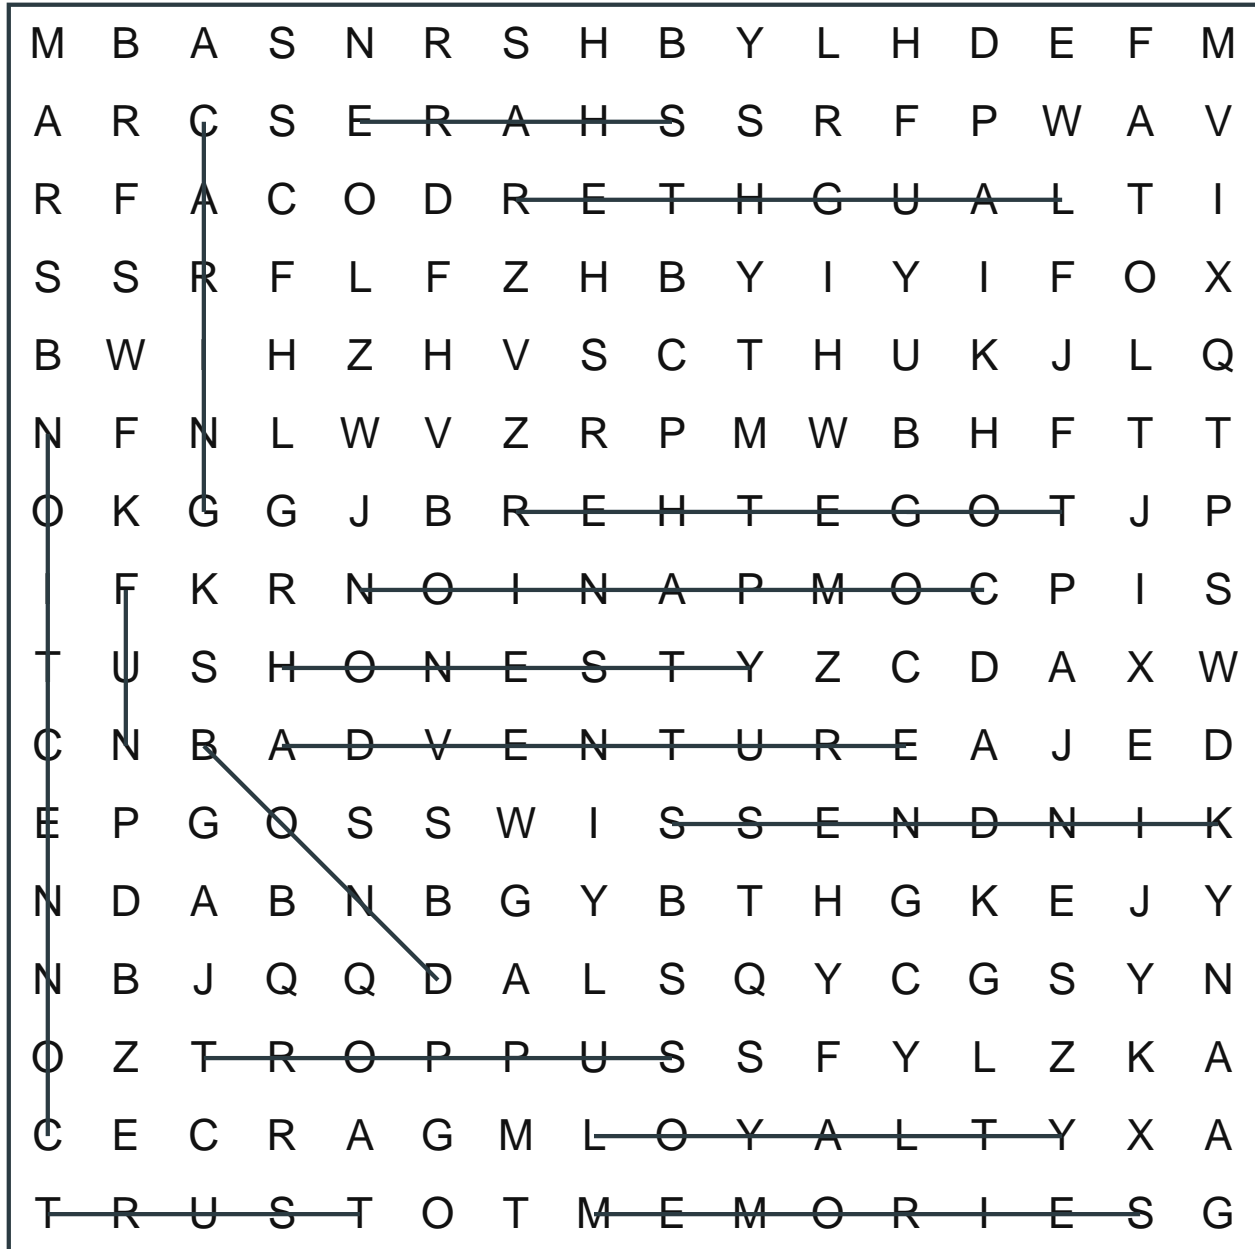 M B A S N R S H B Y L H D E F M
A R C S E R A H S S R F P W A V
R F A C O D R E T H G U A L T I
S S R F L F Z H B Y I Y I F O X
B W I H Z H V S C T H U K J L Q
N F N L W V Z R P M W B H F T T
O K G G J B R E H T E G O T J P
I F K R N O I N A P M O C P I S
T U S H O N E S T Y Z C D A X W
C N B A D V E N T U R E A J E D
E P G O S S W I S S E N D N I K
N D A B N B G Y B T H G K E J Y
N B J Q Q D A L S Q Y C G S Y N
O Z T R O P P U S S F Y L Z K A
C E C R A G M L O Y A L T Y X A
T R U S T O T M E M O R I E S G